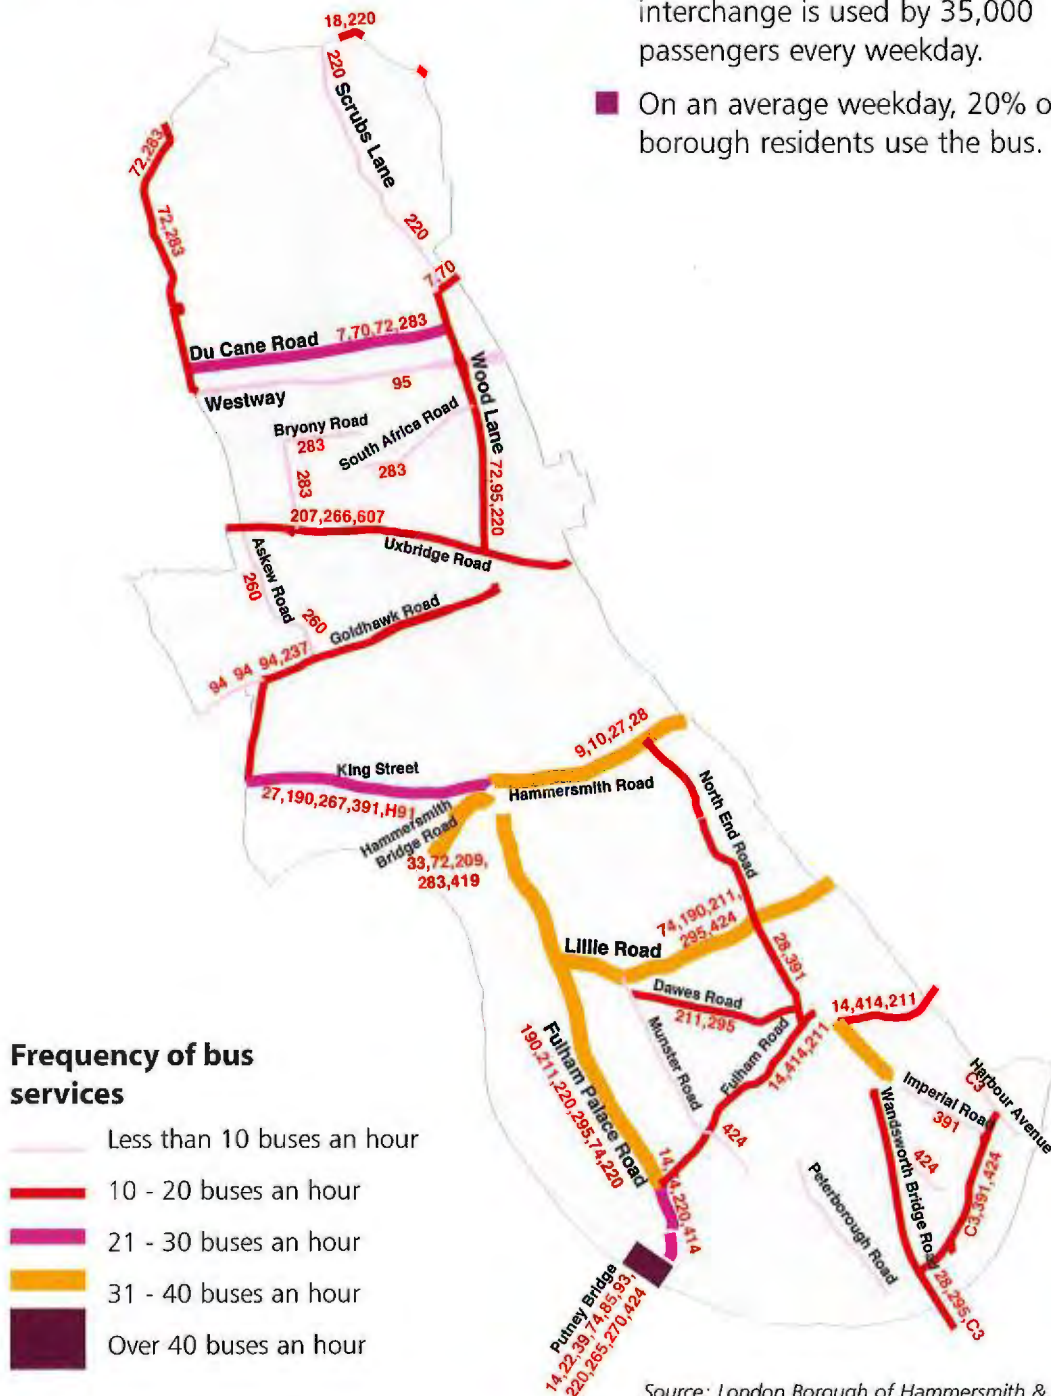 interchange is used by 35,000
passengers every weekday.
On an average weekday, 20% o
borough residents use the bus.
18,220
220
Scrubs Lane
220
72,283
72,283
7,70
Du Cane Road
7,70,72,283
Westway
95
Wood Lane
72,95,220
Bryony Road
283
283
South Africa Road
283
207,266,607
Uxbridge Road
Askew Road
260
260
Goldhawk Road
94
94
94,237
9,10,27,28
King Street
27,190,267,391,H91
Hammersmith Road
Hammersmith
Bridge Road
33,72,209,
283,419
North End Road
74,190,211,
295,424
Lillie Road
28,391
Dawes Road
211,295
14,414,211
Munster Road
Fulham Road
14,414,211
Fulham Palace Road
190,211,220,295,74,220
424
Harbour Avenue
C3
Imperial Road
391
424
Wandsworth Bridge Road
C3,391,424
Peterborough Road
28,295,C3
Putney Bridge
14,22,39,74,85,93,
220,265,270,424
Frequency of bus
services
Less than 10 buses an hour
10 - 20 buses an hour
21 - 30 buses an hour
31 - 40 buses an hour
Over 40 buses an hour
Source: London Borough of Hammersmith &